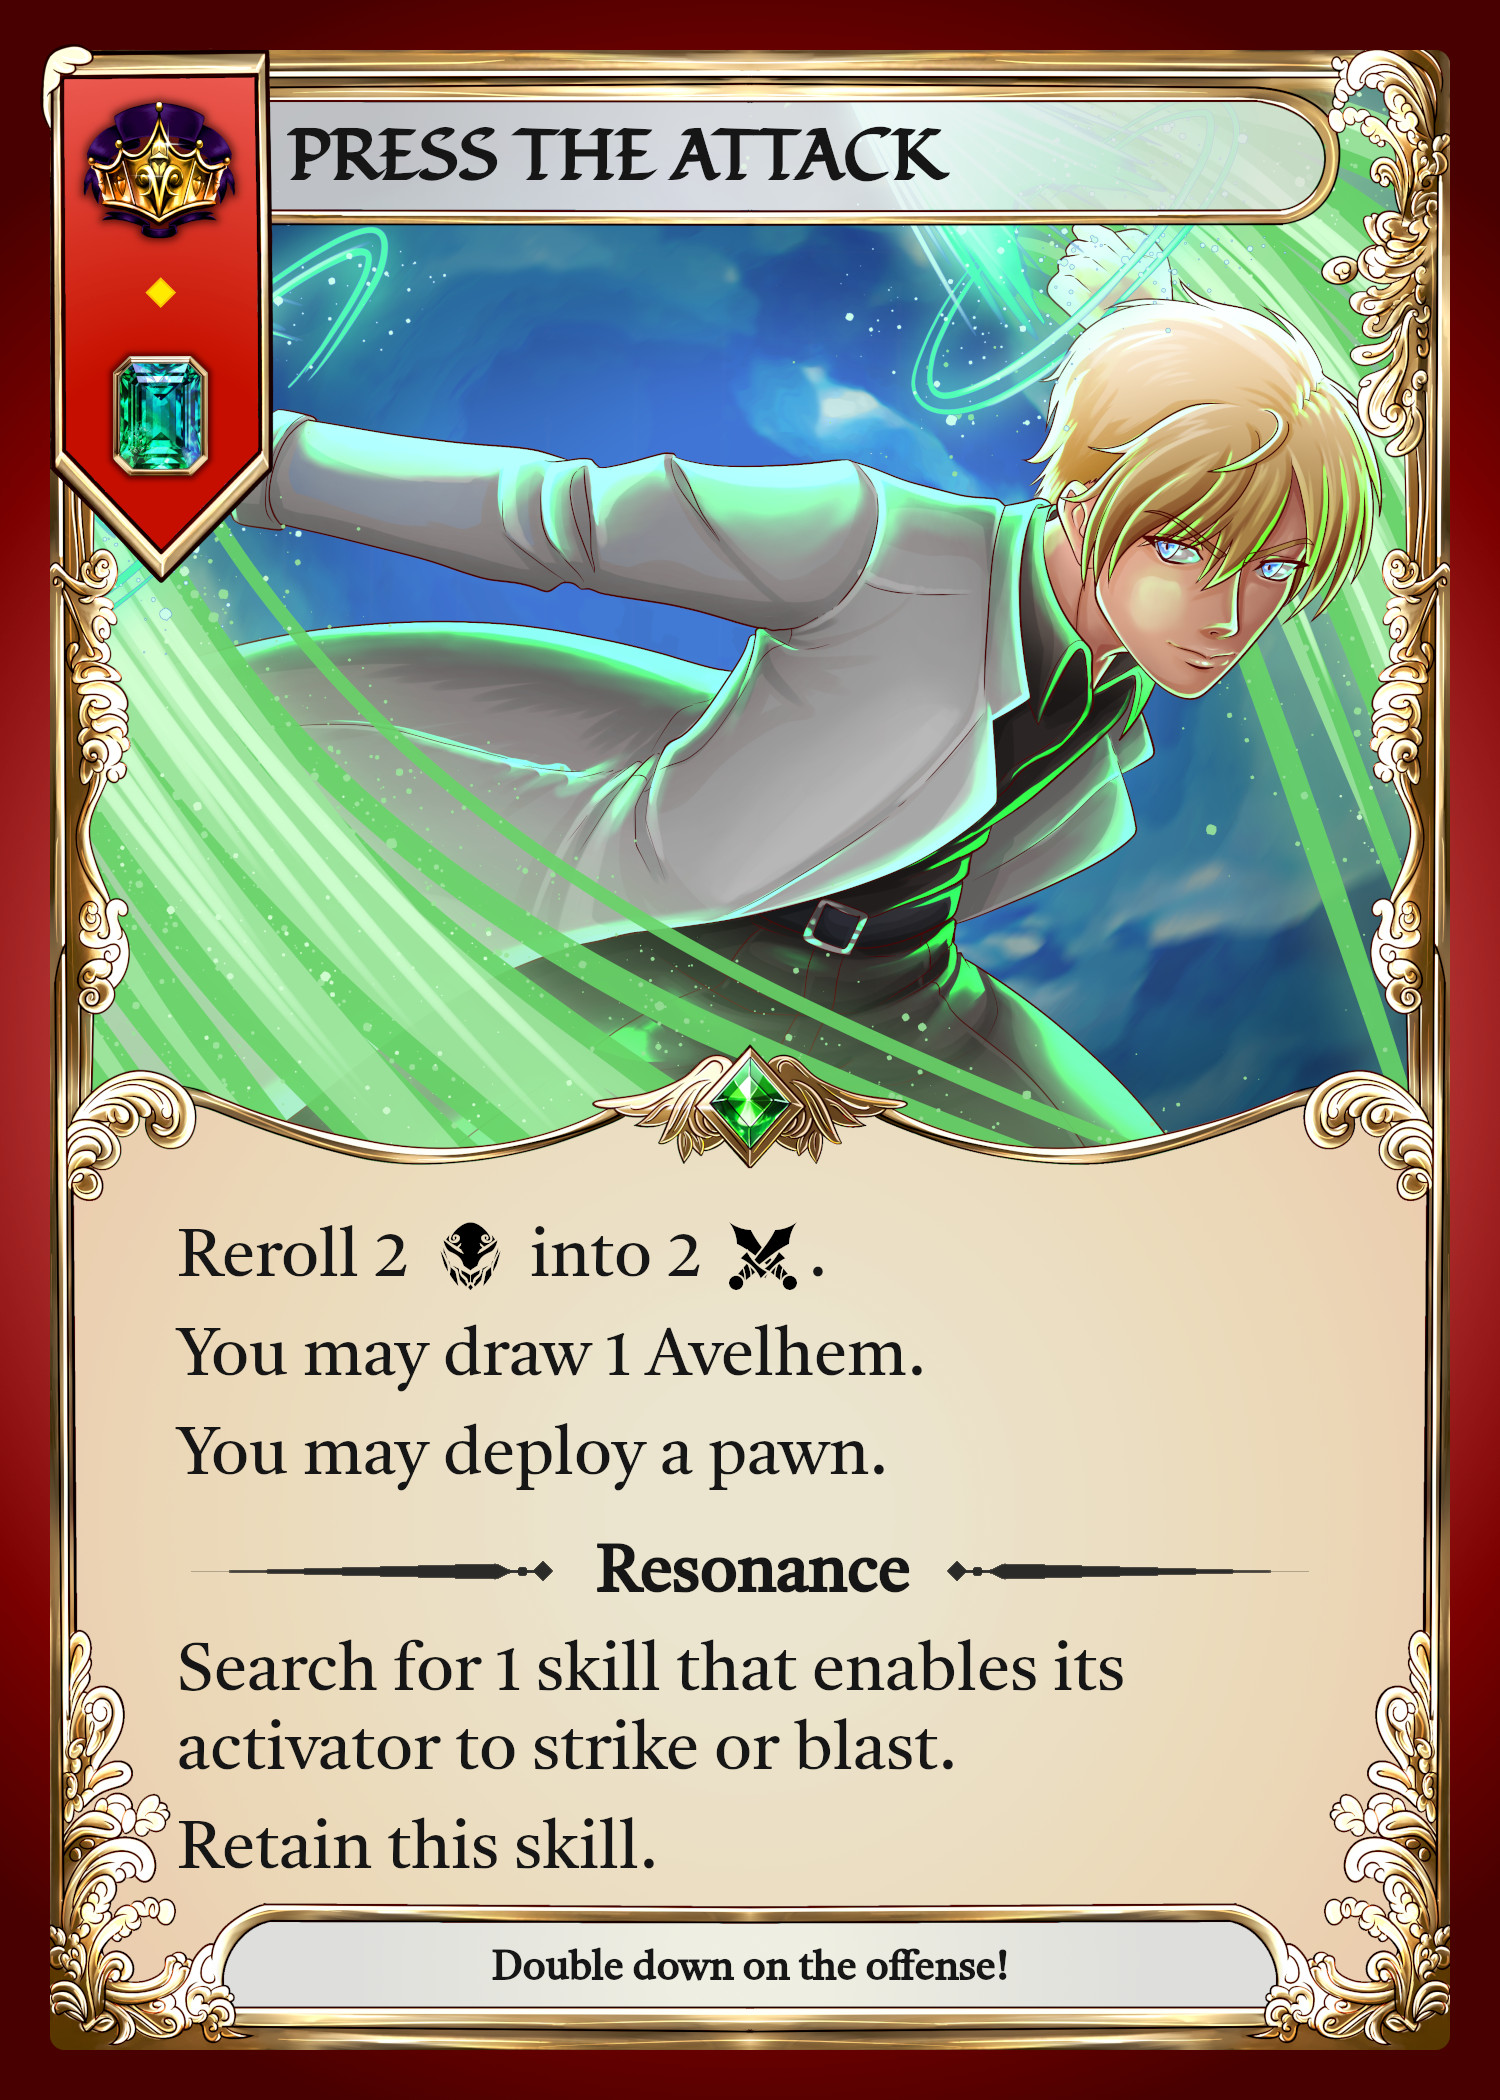 PRESS THE ATTACK
Reroll 2 into 2 .
You may draw 1 Avelhem.
You may deploy a pawn.
Resonance
Search for 1 skill that enables its
activator to strike or blast.
Retain this skill.
Double down on the offense!